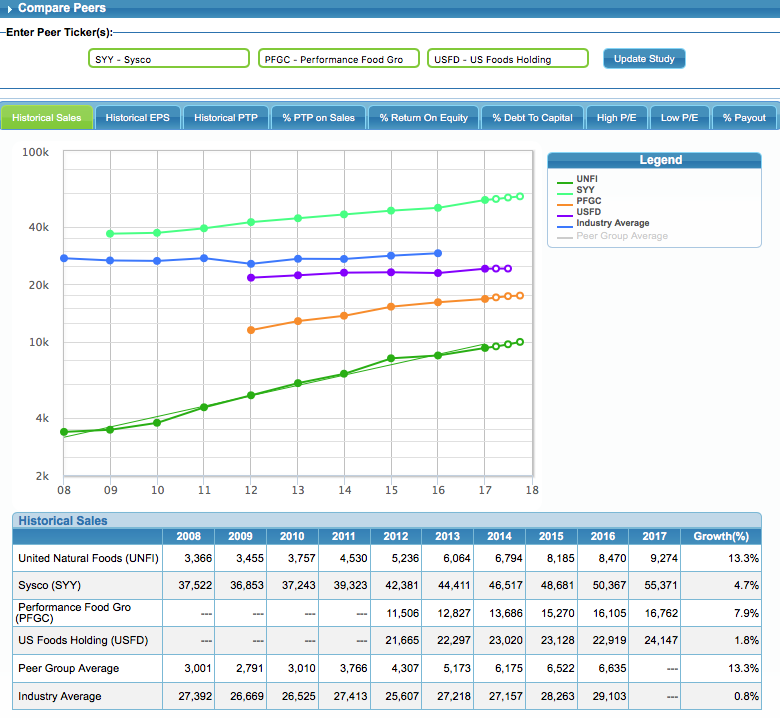 Compare Peers
Enter Peer Ticker(s):
SYY - Sysco PFGC - Performance Food Gro USFD - US Foods Holding Update Study
Historical Sales Historical EPS Historical PTP % PTP on Sales % Return On Equity % Debt To Capital High P/E Low P/E % Payout
100k
40k
20k
10k
4k
2k
08 09 10 11 12 13 14 15 16 17 18
Legend
UNFI
SYY
PFGC
USFD
Industry Average
Peer Group Average
Historical Sales
2008 2009 2010 2011 2012 2013 2014 2015 2016 2017 Growth(%)
United Natural Foods (UNFI) 3,366 3,455 3,757 4,530 5,236 6,064 6,794 8,185 8,470 9,274 13.3%
Sysco (SYY) 37,522 36,853 37,243 39,323 42,381 44,411 46,517 48,681 50,367 55,371 4.7%
Performance Food Gro
(PFGC) --- --- --- --- 11,506 12,827 13,686 15,270 16,105 16,762 7.9%
US Foods Holding (USFD) --- --- --- --- 21,665 22,297 23,020 23,128 22,919 24,147 1.8%
Peer Group Average 3,001 2,791 3,010 3,766 4,307 5,173 6,175 6,522 6,635 --- 13.3%
Industry Average 27,392 26,669 26,525 27,413 25,607 27,218 27,157 28,263 29,103 --- 0.8%